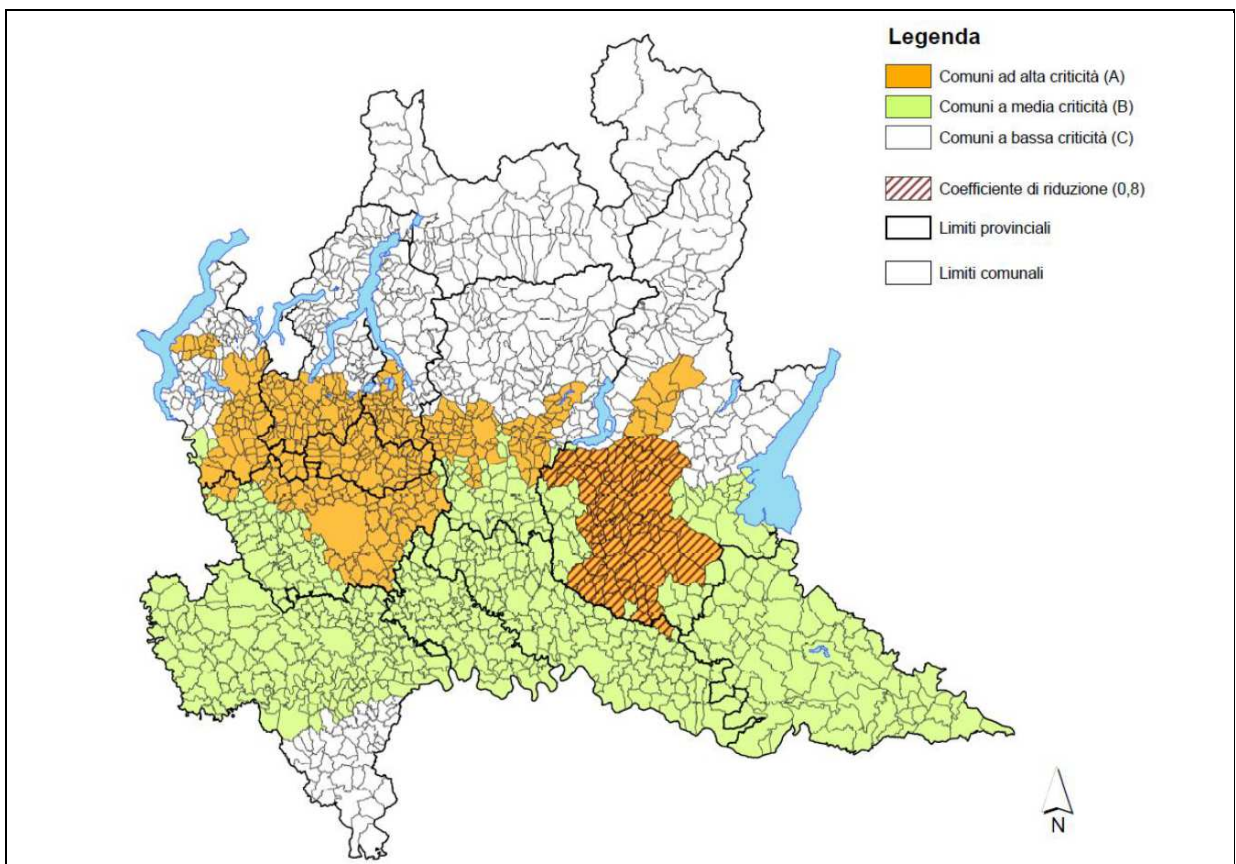 Legenda
Comuni ad alta criticità (A)
Comuni a media criticità (B)
Comuni a bassa criticità (C)
Coefficiente di riduzione (0,8)
Limiti provinciali
Limiti comunali
N